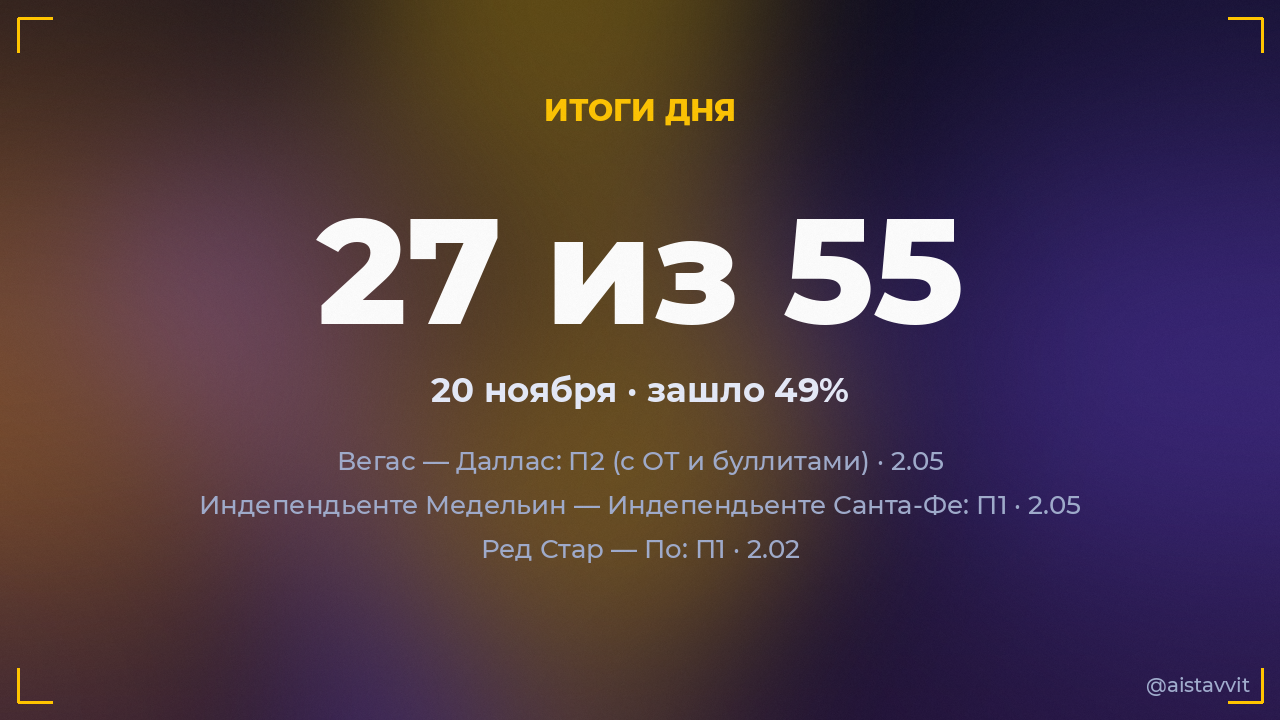 ИТОГИ ДНЯ
27 из 55
20 ноября · зашло 49%
Вегас — Даллас: П2 (с ОТ и буллитами) · 2.05
Индепендьенте Медельин — Индепендьенте Санта-Фе: П1 · 2.05
Ред Стар — По: П1 · 2.02
@aistavvit